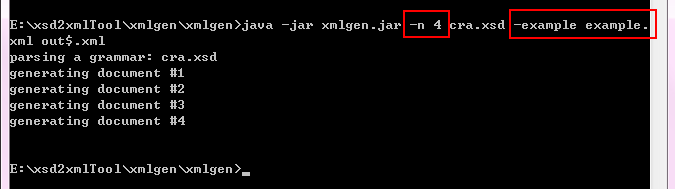 E:\xsd2xmlTool\xmlgen\xmlgen>java -jar xmlgen.jar -n 4 cra.xsd -example example.
xml out$.xml
parsing a grammar: cra.xsd
generating document #1
generating document #2
generating document #3
generating document #4
E:\xsd2xmlTool\xmlgen\xmlgen>_